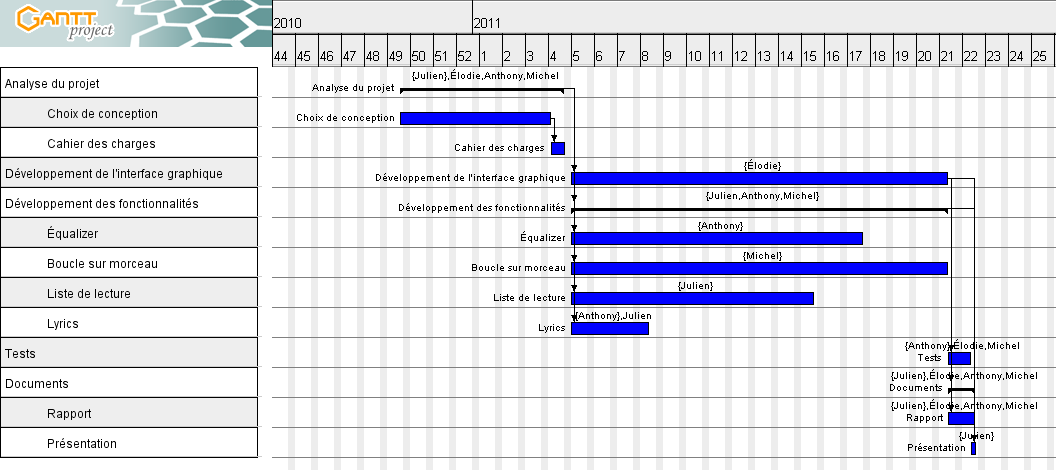 GANTT
project
2010 2011
44 45 46 47 48 49 50 51 52 1 2 3 4 5 6 7 8 9 10 11 12 13 14 15 16 17 18 19 20 21 22 23 24 25
Analyse du projet
{Julien},Élodie,Anthony,Michel
Analyse du projet
Choix de conception
Choix de conception
Cahier des charges
Cahier des charges
Développement de l'interface graphique
{Élodie}
Développement de l'interface graphique
Développement des fonctionnalités
{Julien,Anthony,Michel}
Développement des fonctionnalités
Équalizer
{Anthony}
Équalizer
Boucle sur morceau
{Michel}
Boucle sur morceau
Liste de lecture
{Julien}
Liste de lecture
Lyrics
{Anthony},Julien
Lyrics
Tests
{Anthony},Élodie,Michel
Tests
Documents
{Julien},Élodie,Anthony,Michel
Documents
Rapport
{Julien},Élodie,Anthony,Michel
Rapport
Présentation
{Julien}
Présentation